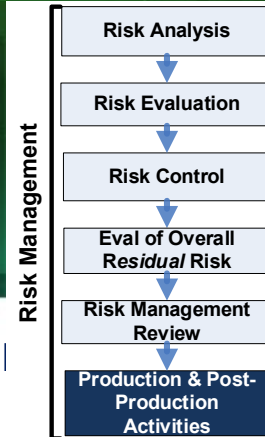 Risk Management
Risk Analysis
Risk Evaluation
Risk Control
Eval of Overall
Residual Risk
Risk Management
Review
Production & Post-
Production
Activities